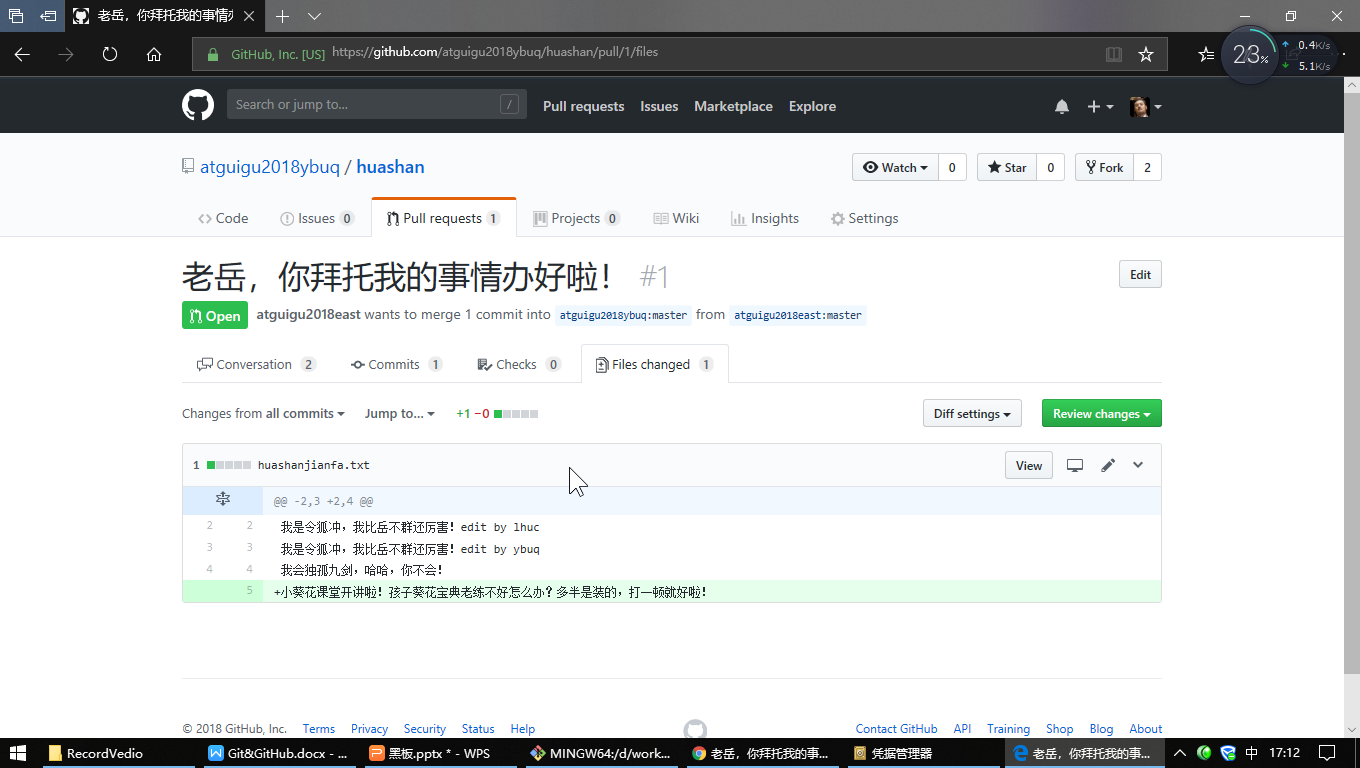 老岳，你拜托我的事情办
GitHub, Inc. [US] https://github.com/atguigu2018ybuq/huashan/pull/1/files
23%
0.4K/s
5.1K/s
Search or jump to... / Pull requests Issues Marketplace Explore
atguigu2018ybuq / huashan
Watch 0 Star 0 Fork 2
Code Issues 0 Pull requests 1 Projects 0 Wiki Insights Settings
老岳，你拜托我的事情办好啦！ #1
Edit
Open atguigu2018east wants to merge 1 commit into atguigu2018ybuq:master from atguigu2018east:master
Conversation 2 Commits 1 Checks 0 Files changed 1
Changes from all commits Jump to... +1 −0 Diff settings Review changes
1 huashanjianfa.txt View
@@ -2,3 +2,4 @@
2 2 我是令狐冲，我比岳不群还厉害！edit by lhuc
3 3 我是令狐冲，我比岳不群还厉害！edit by ybuq
4 4 我会独孤九剑，哈哈，你不会！
5 +小葵花课堂开讲啦！孩子葵花宝典老练不好怎么办？多半是装的，打一顿就好啦！
© 2018 GitHub, Inc. Terms Privacy Security Status Help Contact GitHub API Training Shop Blog About
RecordVedio Git&GitHub.docx - ... 黑板.pptx * - WPS MINGW64:/d/work... 老岳，你拜托我的事... 凭据管理器 老岳，你拜托我的事... 中 17:12